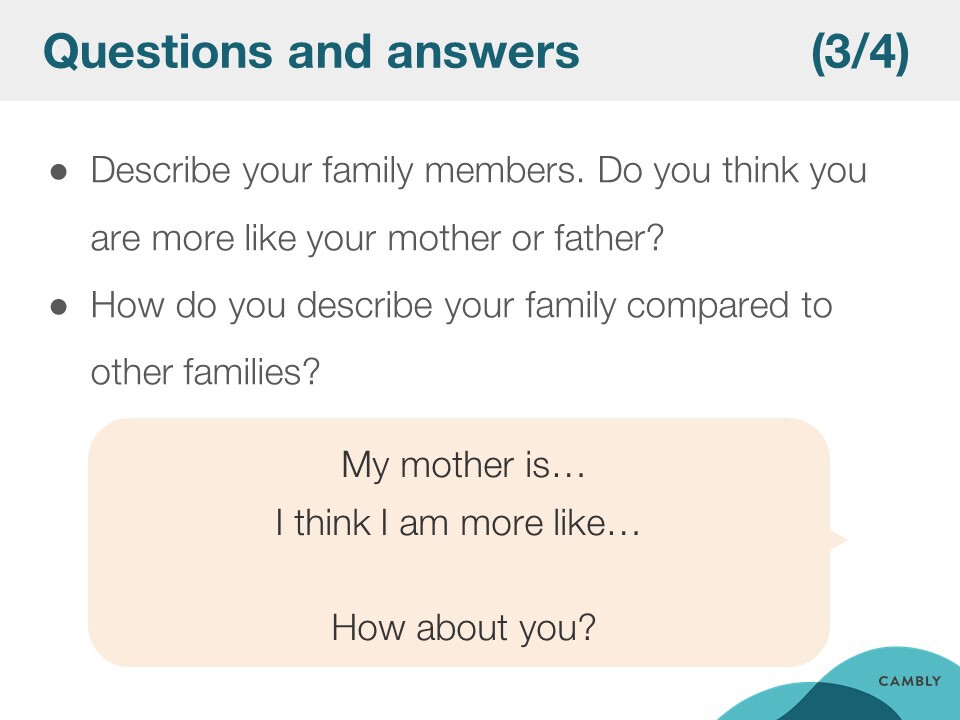 Questions and answers (3/4)
● Describe your family members. Do you think you
are more like your mother or father?
● How do you describe your family compared to
other families?
My mother is…
I think I am more like…
How about you?
CAMBLY